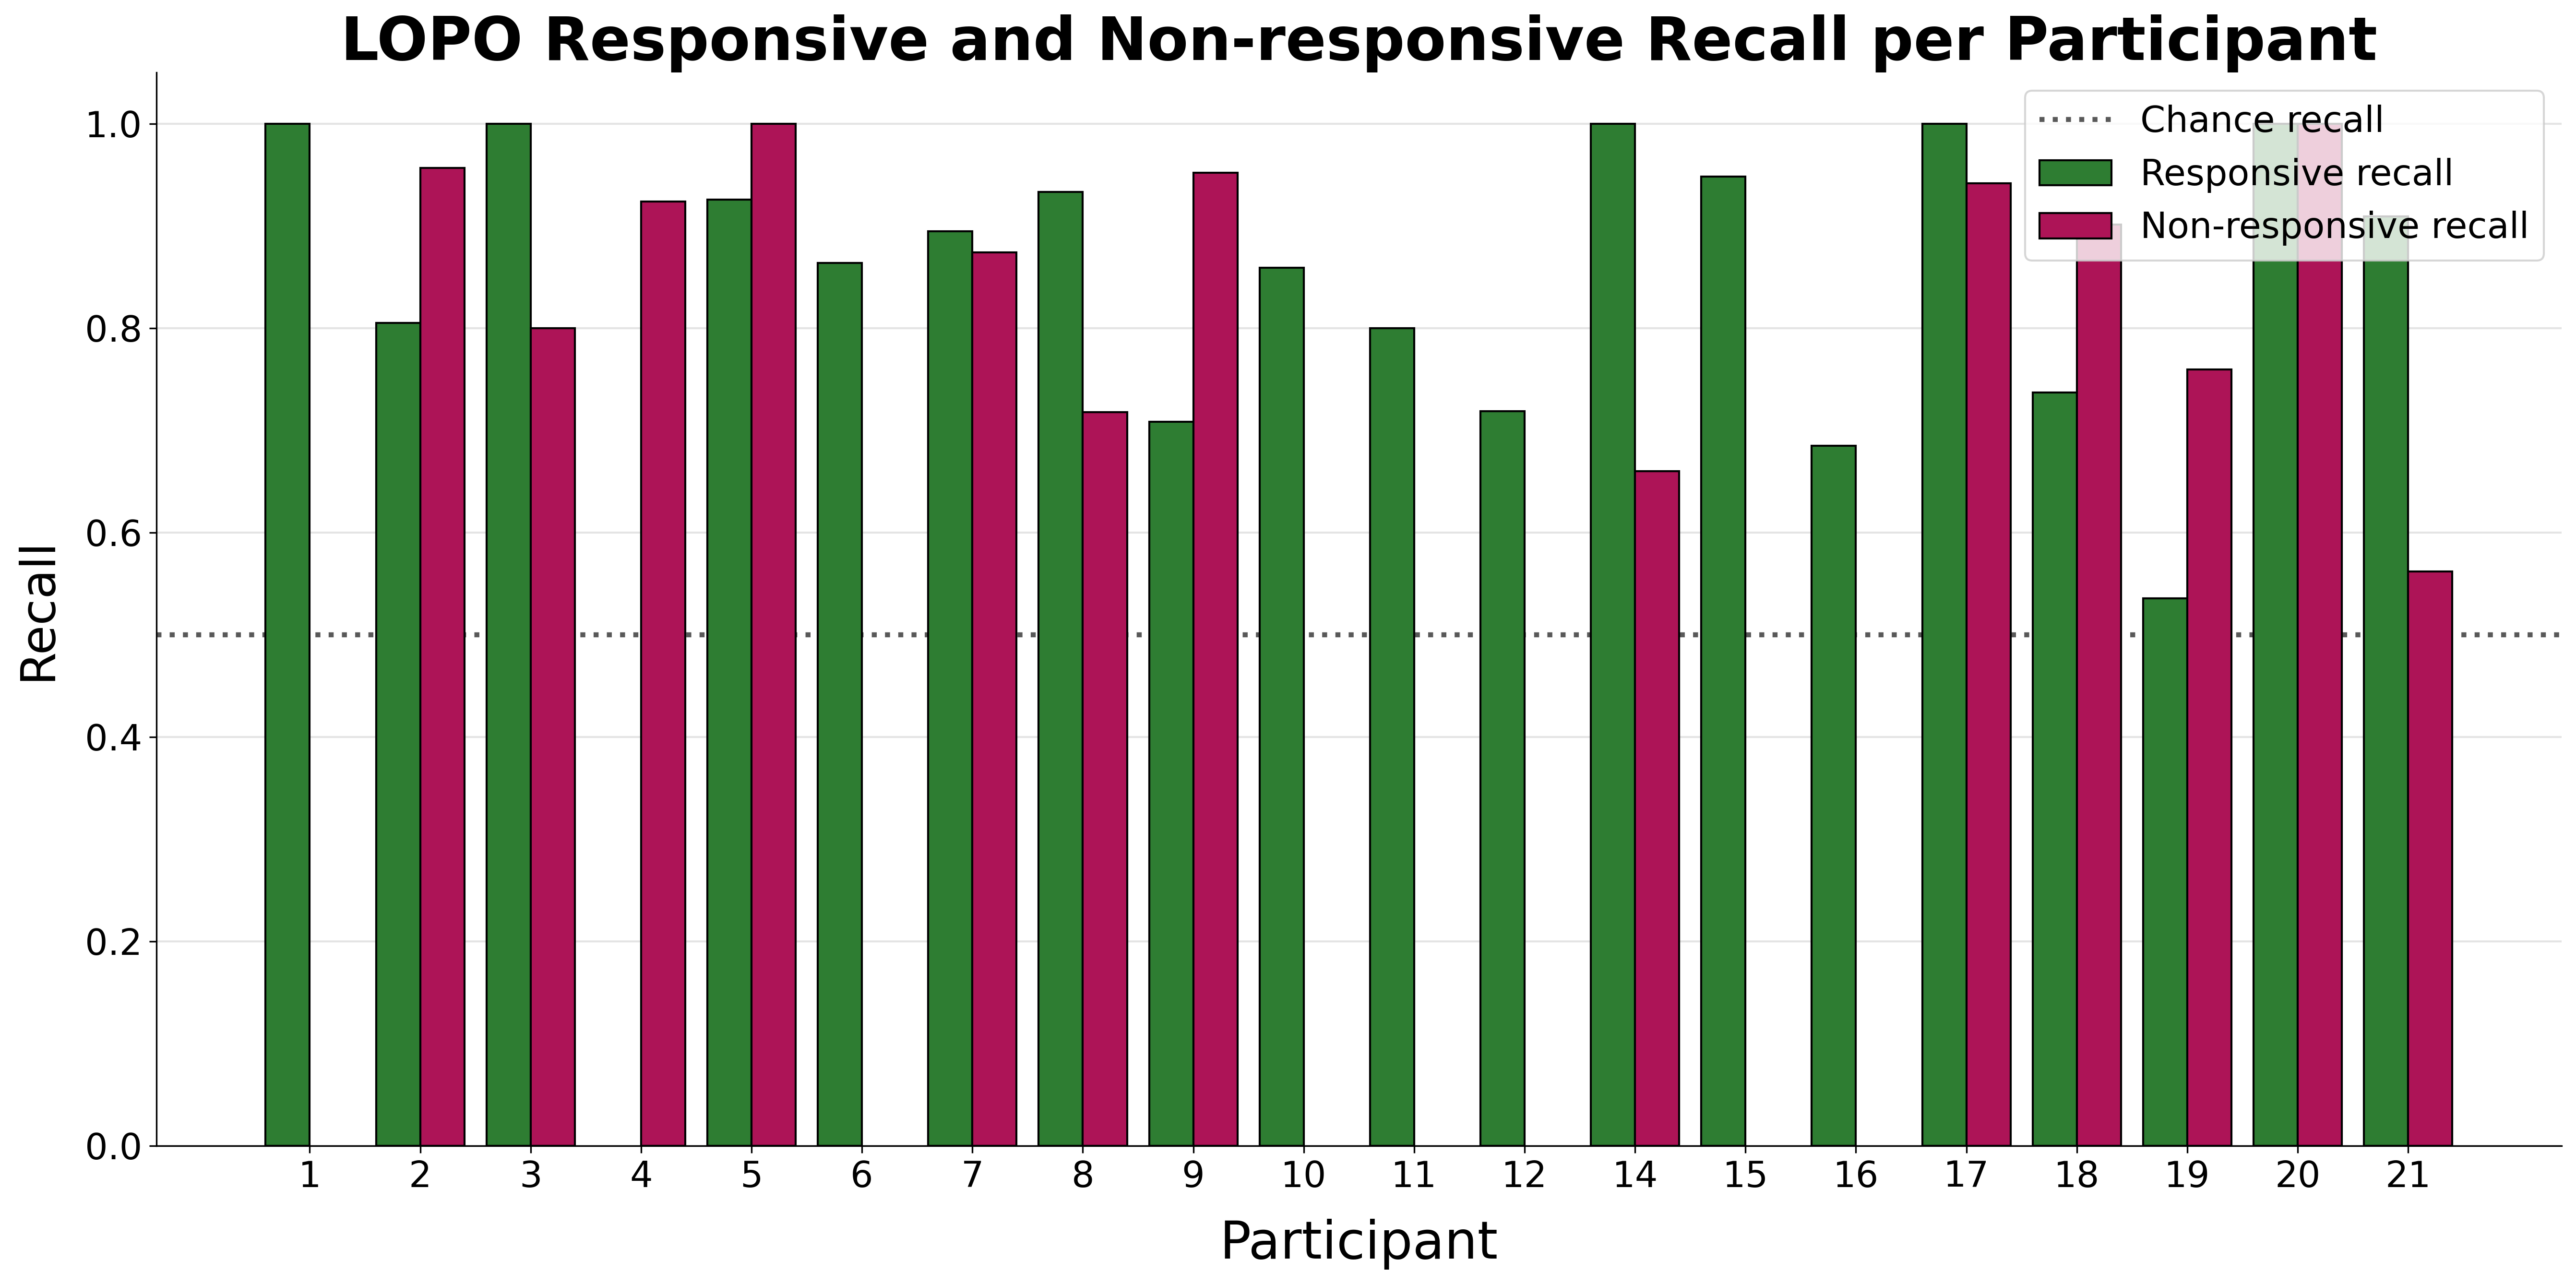 LOPO Responsive and Non-responsive Recall per Participant
Chance recall
Responsive recall
Non-responsive recall
1.0
0.8
0.6
0.4
0.2
0.0
Recall
1 2 3 4 5 6 7 8 9 10 11 12 14 15 16 17 18 19 20 21
Participant